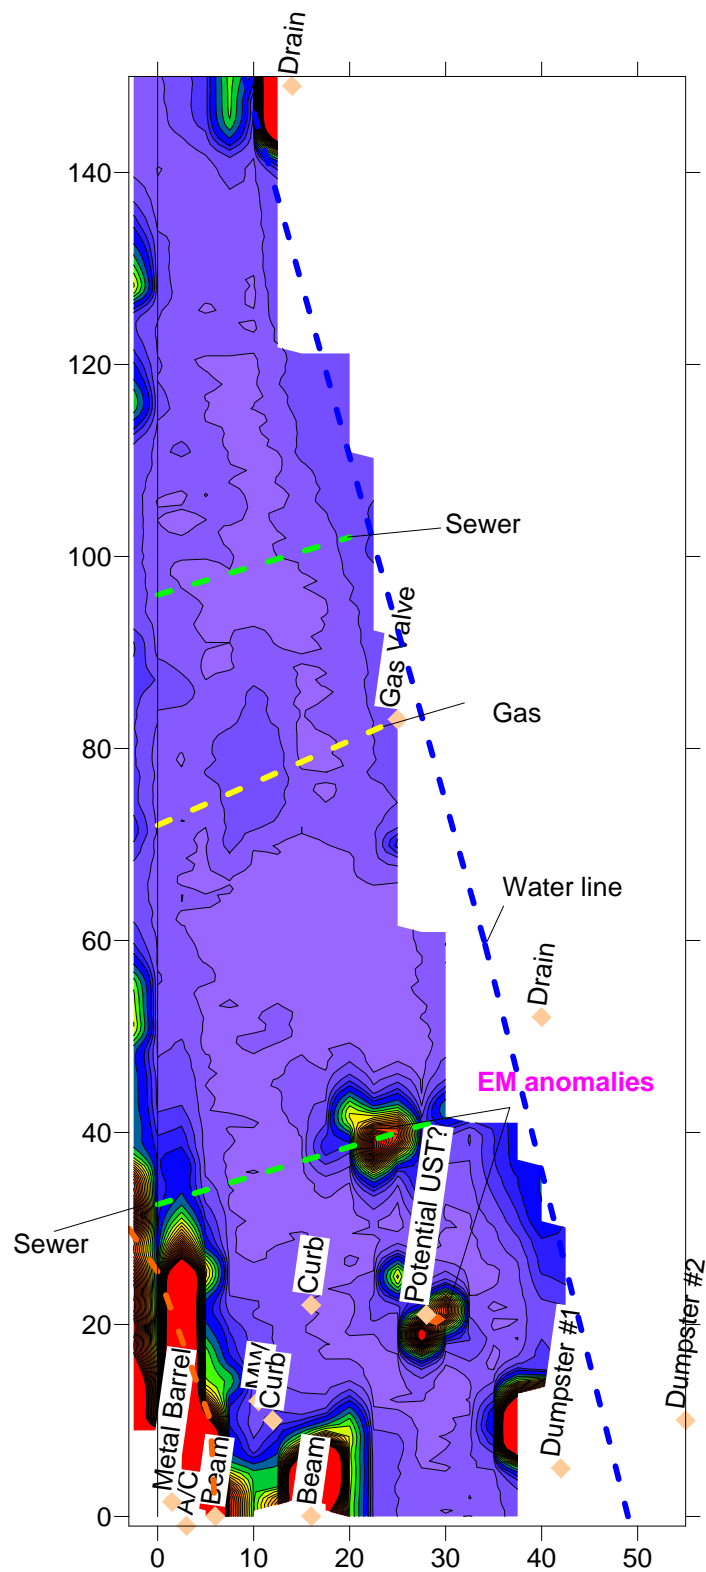 Drain
140
120
Sewer
100
Gas Valve
Gas
80
Water line
60
Drain
EM anomalies
40
Potential UST?
Sewer
Curb
20
Dumpster #1
Dumpster #2
MW
Curb
Metal Barrel
A/C
Beam
Beam
0
0 10 20 30 40 50